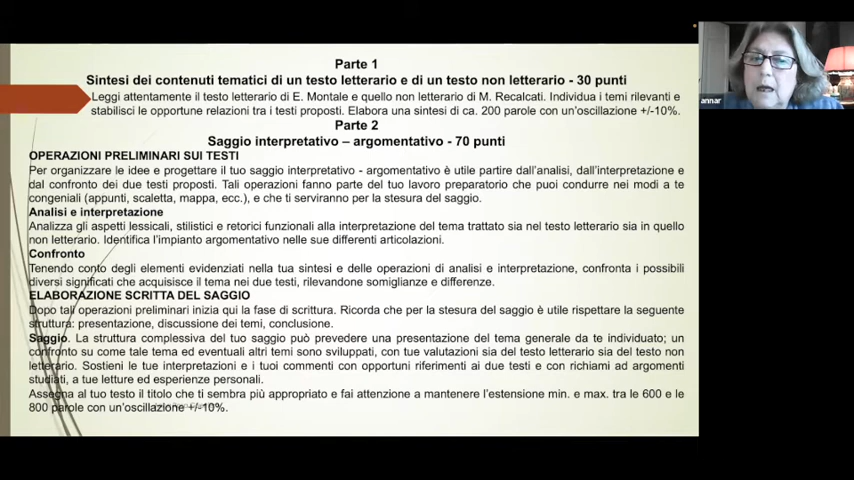 Parte 1
Sintesi dei contenuti tematici di un testo letterario e di un testo non letterario - 30 punti
Leggi attentamente il testo letterario di E. Montale e quello non letterario di M. Recalcati. Individua i temi rilevanti e
stabilisci le opportune relazioni tra i testi proposti. Elabora una sintesi di ca. 200 parole con un'oscillazione +/-10%.
Parte 2
Saggio interpretativo – argomentativo - 70 punti
OPERAZIONI PRELIMINARI SUI TESTI
Per organizzare le idee e progettare il tuo saggio interpretativo - argomentativo è utile partire dall'analisi, dall'interpretazione e
dal confronto dei due testi proposti. Tali operazioni fanno parte del tuo lavoro preparatorio che puoi condurre nei modi a te
congeniali (appunti, scaletta, mappa, ecc.), e che ti serviranno per la stesura del saggio.
Analisi e interpretazione
Analizza gli aspetti lessicali, stilistici e retorici funzionali alla interpretazione del tema trattato sia nel testo letterario sia in quello
non letterario. Identifica l'impianto argomentativo nelle sue differenti articolazioni.
Confronto
Tenendo conto degli elementi evidenziati nella tua sintesi e delle operazioni di analisi e interpretazione, confronta i possibili
diversi significati che acquisisce il tema nei due testi, rilevandone somiglianze e differenze.
ELABORAZIONE SCRITTA DEL SAGGIO
Dopo tali operazioni preliminari inizia qui la fase di scrittura. Ricorda che per la stesura del saggio è utile rispettare la seguente
struttura: presentazione, discussione dei temi, conclusione.
Saggio. La struttura complessiva del tuo saggio può prevedere una presentazione del tema generale da te individuato; un
confronto su come tale tema ed eventuali altri temi sono sviluppati, con tue valutazioni sia del testo letterario sia del testo non
letterario. Sostieni le tue interpretazioni e i tuoi commenti con opportuni riferimenti ai due testi e con richiami ad argomenti
studiati, a tue letture ed esperienze personali.
Assegna al tuo testo il titolo che ti sembra più appropriato e fai attenzione a mantenere l'estensione min. e max. tra le 600 e le
800 parole con un'oscillazione +/-10%.
annar